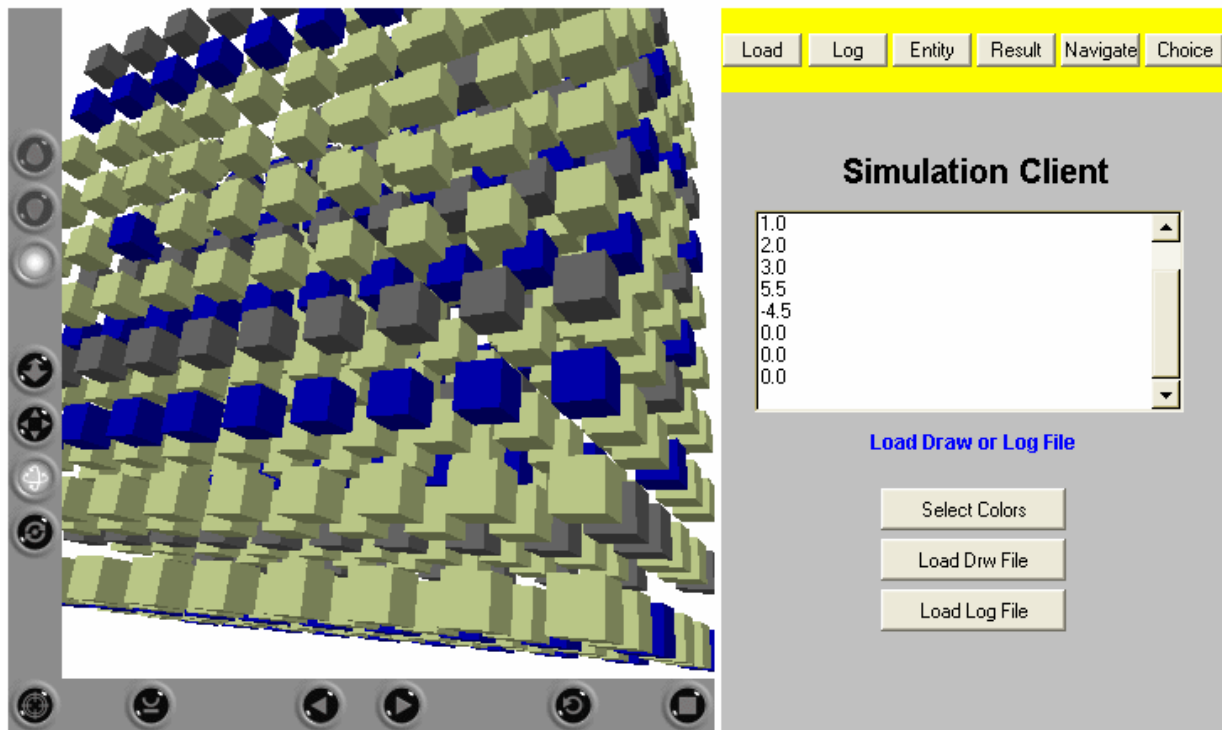 Load Log Entity Result Navigate Choice
Simulation Client
1.0
2.0
3.0
5.5
-4.5
0.0
0.0
0.0
Load Draw or Log File
Select Colors
Load Drw File
Load Log File